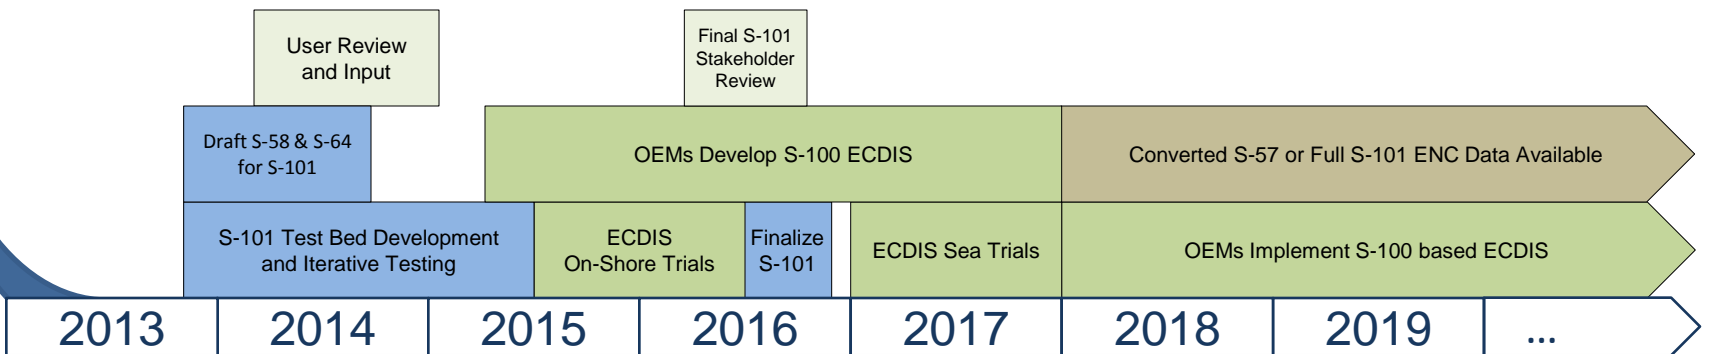 User Review
and Input
Final S-101
Stakeholder
Review
Draft S-58 & S-64
for S-101
OEMs Develop S-100 ECDIS
Converted S-57 or Full S-101 ENC Data Available
S-101 Test Bed Development
and Iterative Testing
ECDIS
On-Shore Trials
Finalize
S-101
ECDIS Sea Trials
OEMs Implement S-100 based ECDIS
2013 2014 2015 2016 2017 2018 2019 ...